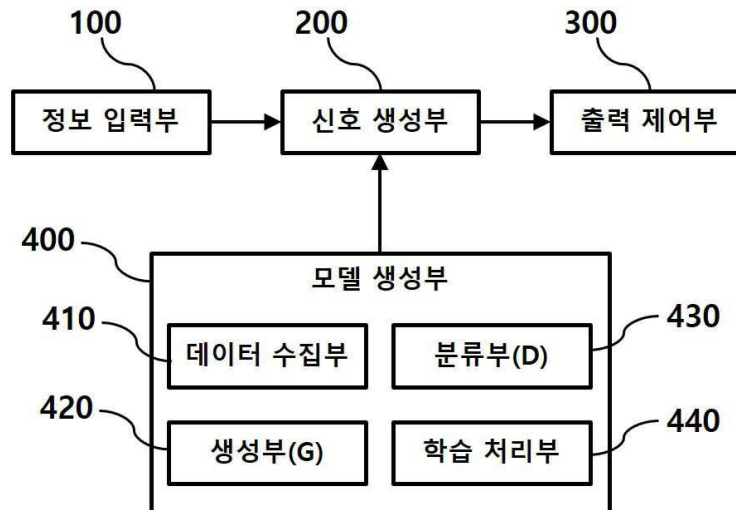 100 200 300
정보 입력부 신호 생성부 출력 제어부
400
모델 생성부
410 데이터 수집부 분류부(D) 430
420 생성부(G) 학습 처리부 440